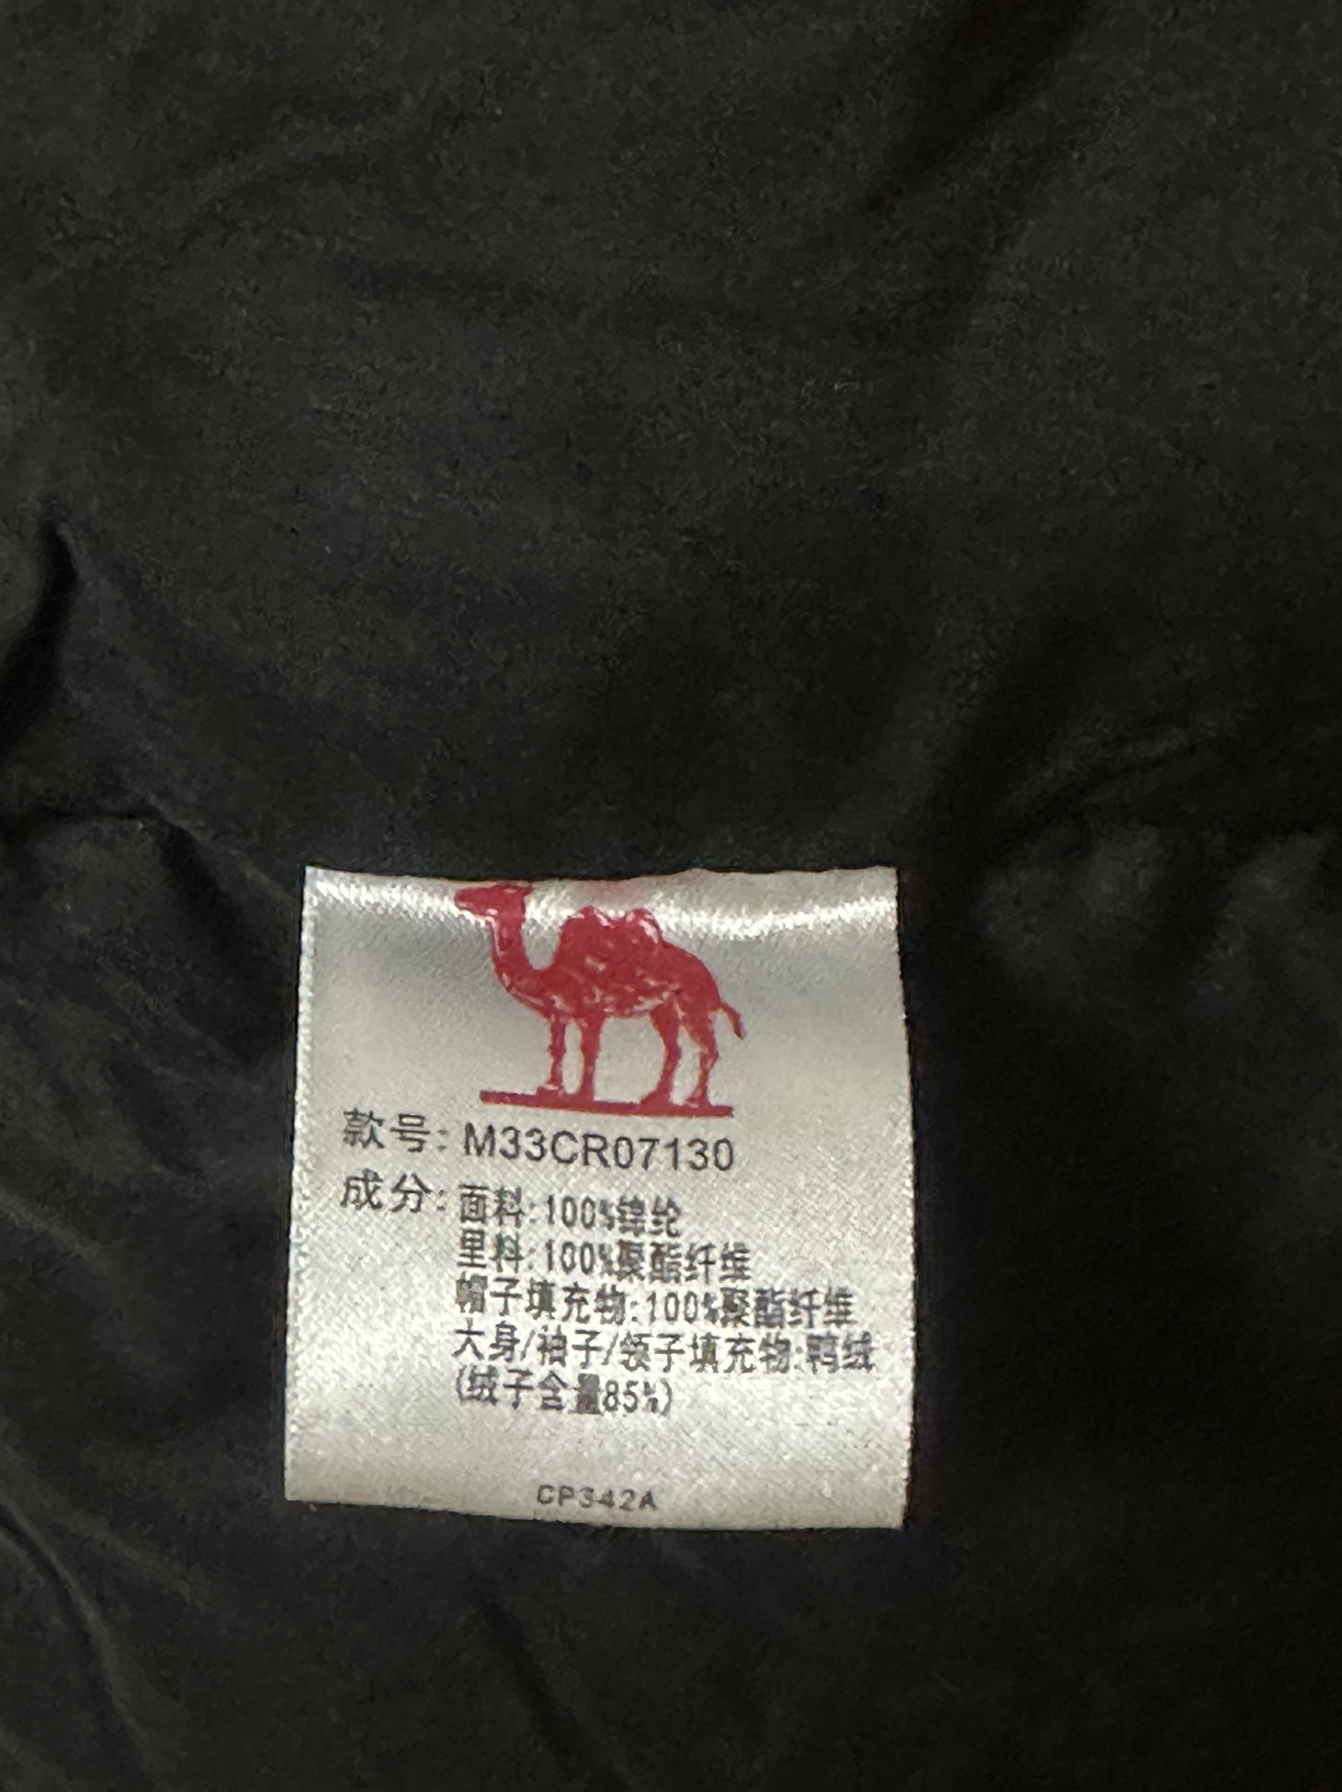 款号: M33CR07130
成分: 面料:100%锦纶
里料:100%聚酯纤维
帽子填充物:100%聚酯纤维
大身/袖子/领子填充物:鸭绒
(绒子含量85%)
CP342A